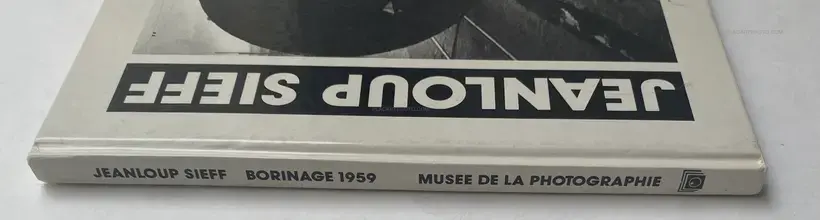 JEANLOUP SIEFF
JEANLOUP SIEFF BORINAGE 1959 MUSEE DE LA PHOTOGRAPHIE